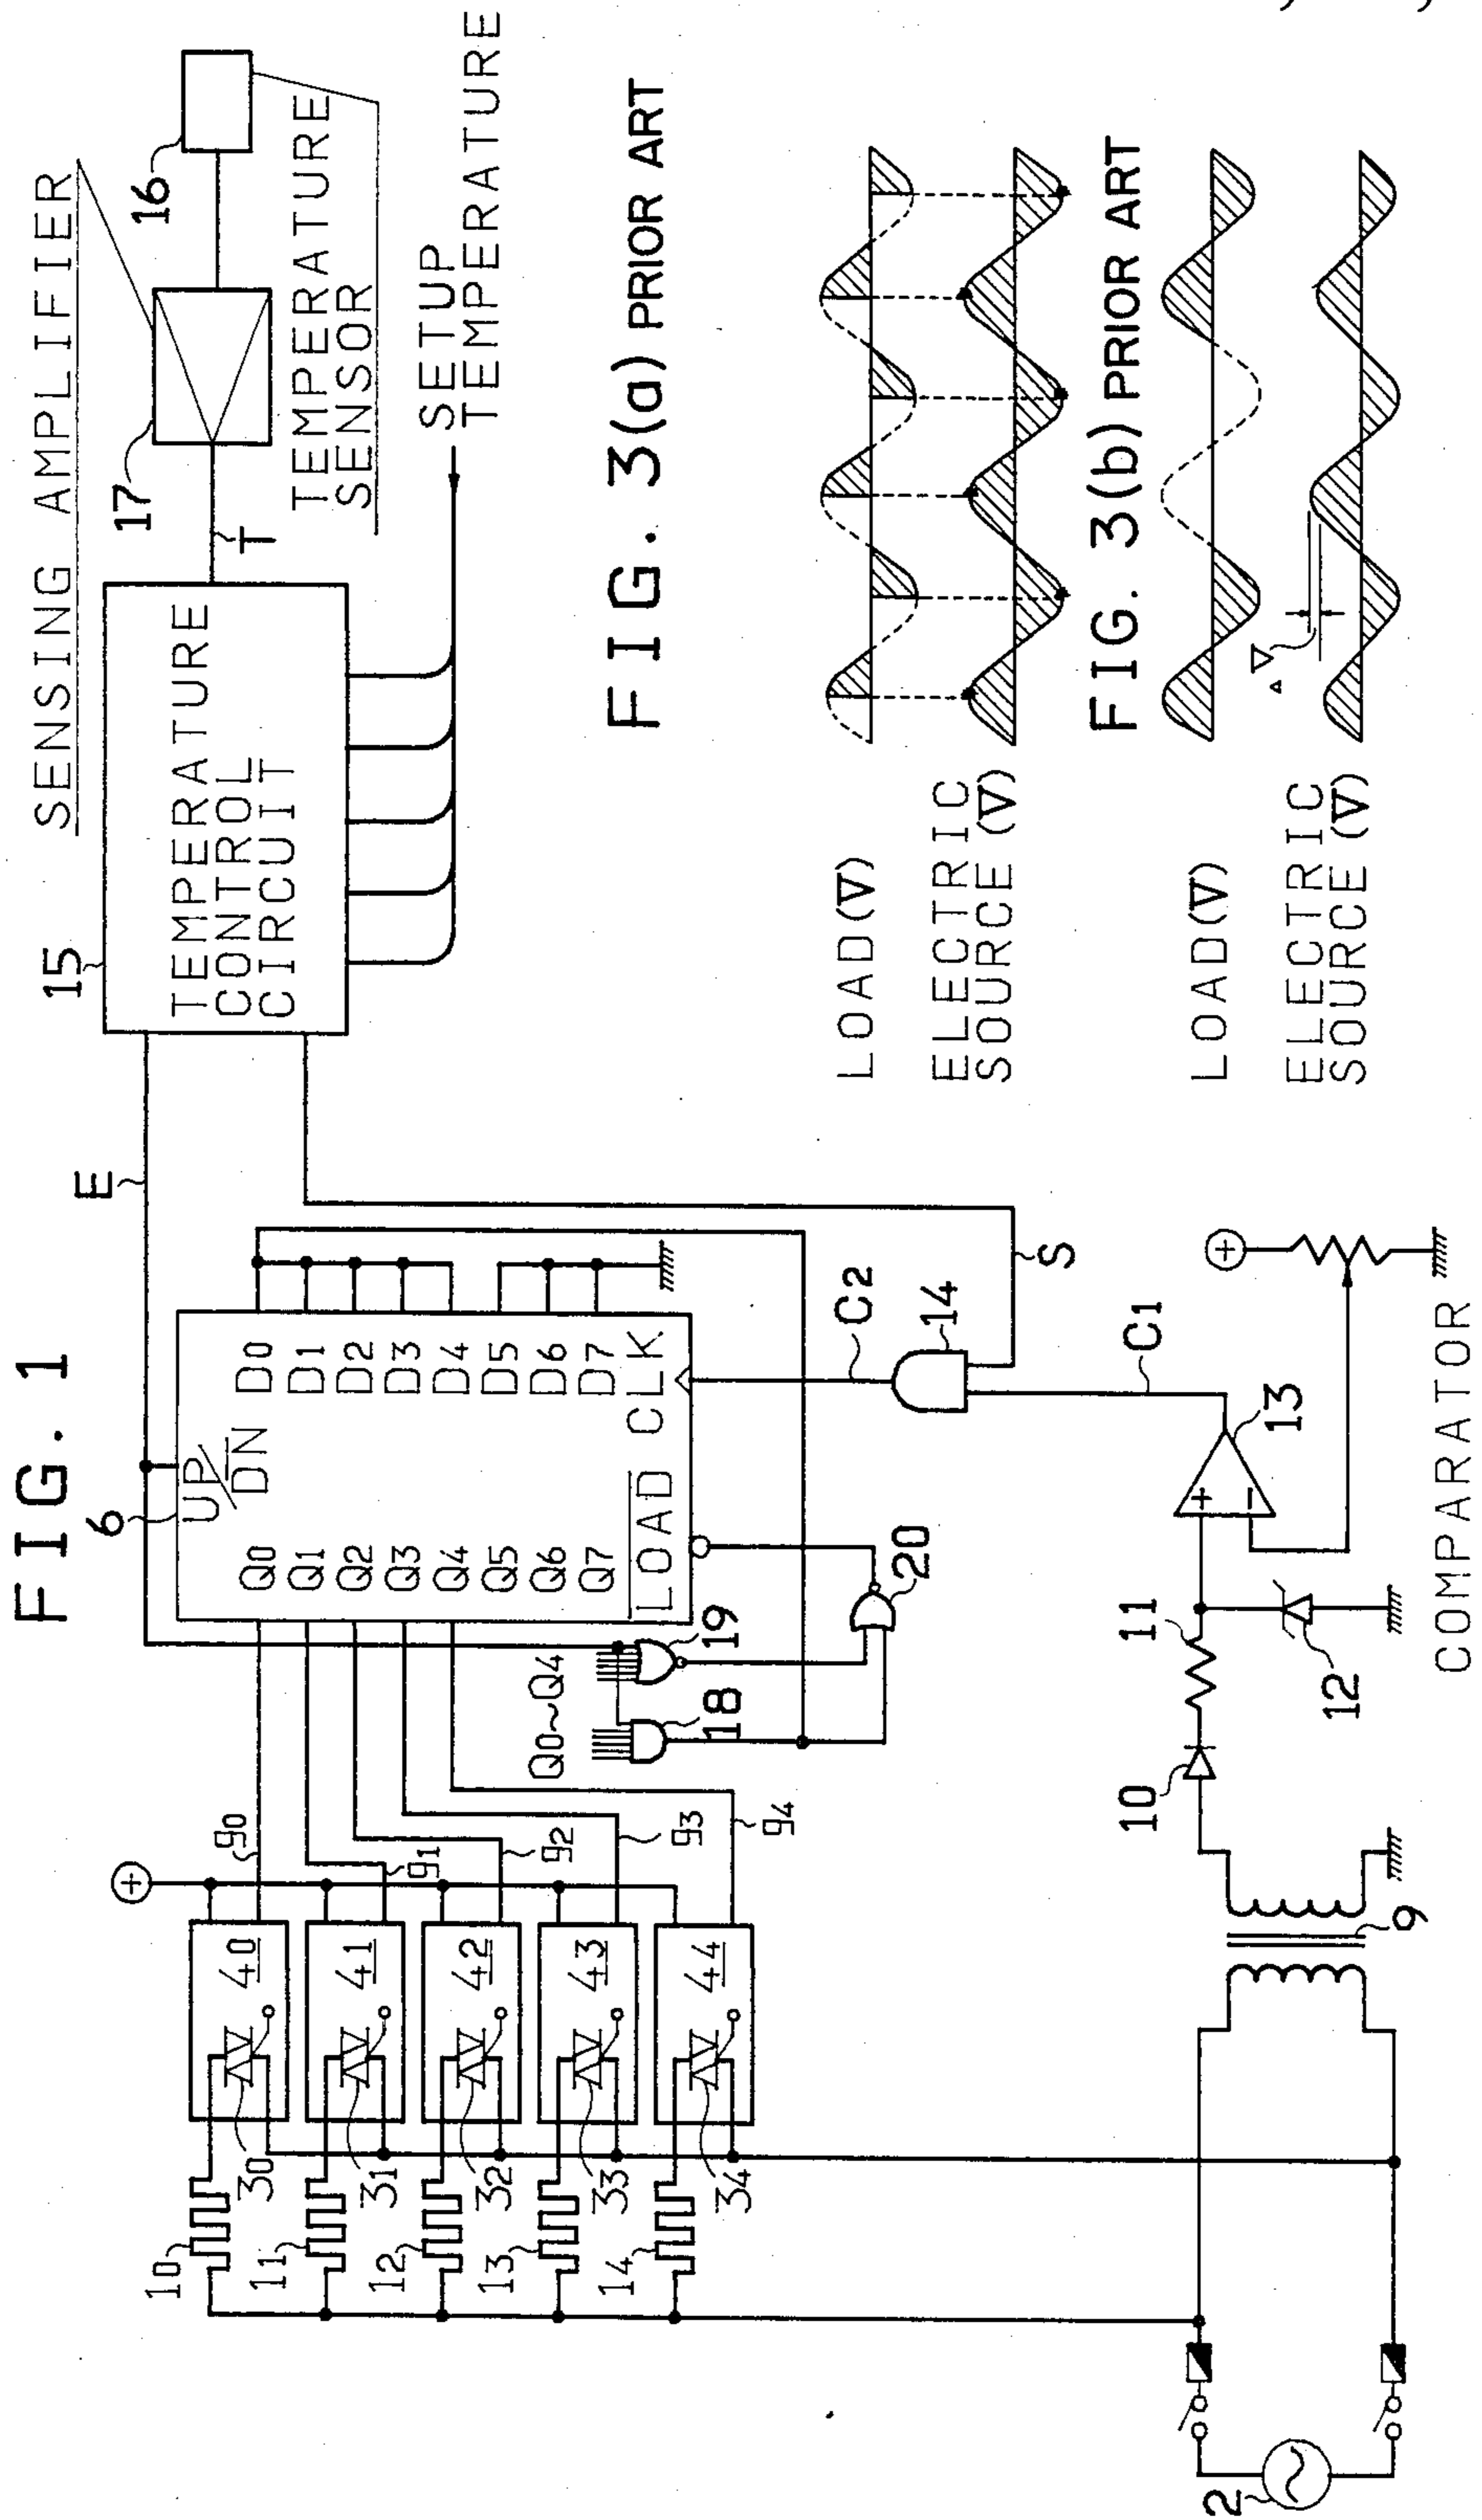 FIG. 1
SENSING AMPLIFIER
15
17
16
TEMPERATURE
CONTROL
CIRCUIT
T
TEMPERATURE
SENSOR
SETUP
TEMPERATURE
E
S
6
UP/DN
Q0
Q1
Q2
Q3
Q4
Q5
Q6
Q7
LOAD
D0
D1
D2
D3
D4
D5
D6
D7
CLK
Q0~Q4
18
19
20
g0
g1
g2
g3
g4
40
41
42
43
44
30
31
32
33
34
10
11
12
13
14
C2
14
C1
13
+
−
COMPARATOR
10
11
12
9
2
FIG. 3(a) PRIOR ART
LOAD(V)
ELECTRIC
SOURCE (V)
FIG. 3(b) PRIOR ART
LOAD(V)
ΔV
ELECTRIC
SOURCE (V)